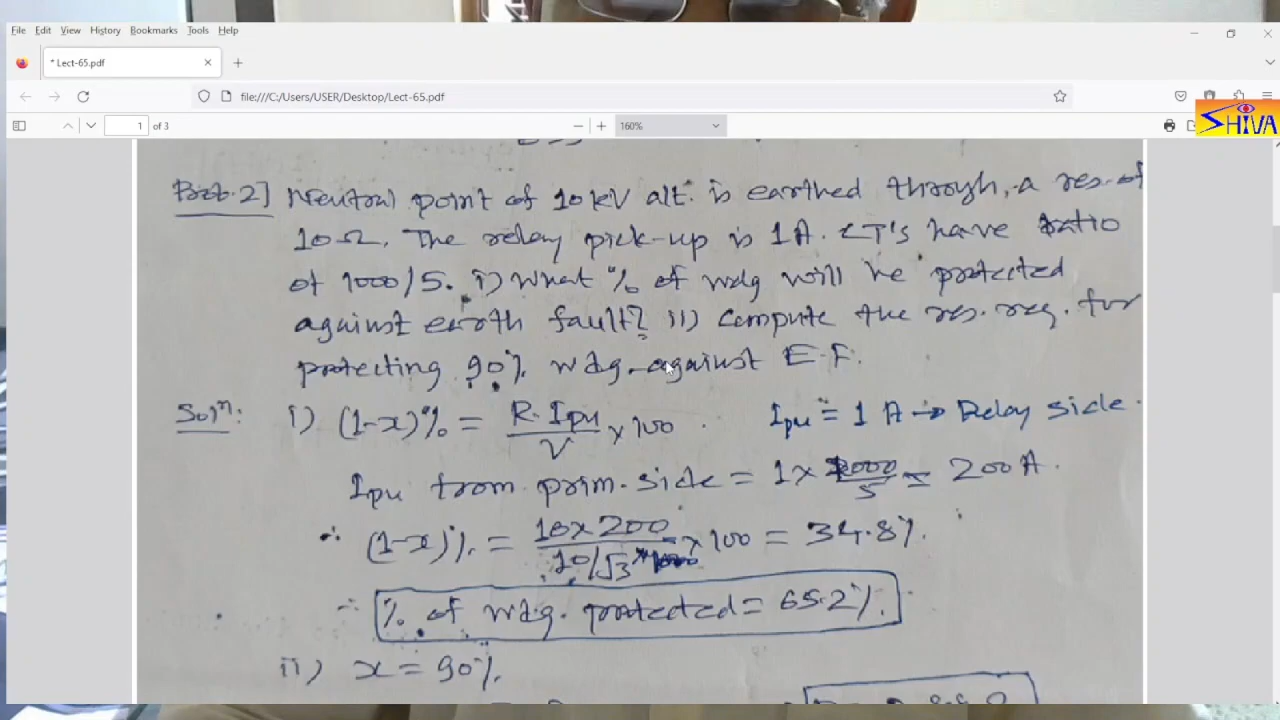 File Edit View History Bookmarks Tools Help
* Lect-65.pdf
file:///C:/Users/USER/Desktop/Lect-65.pdf
1 of 3
160%
SHIVA
Prob.2] Neutral point of 10 kV alt. is earthed through a res. of
10Ω. The relay pick-up is 1A. CT's have ratio
of 1000/5. i) What % of wdg will be protected
against earth fault? ii) Compute the res. req. for
protecting 90% wdg. against E.F.
Solⁿ: i) (1-x)% = R.Ipu/V × 100 Ipu = 1 A → Relay side.
Ipu from prim. side = 1 × 1000/5 = 200 A.
∴ (1-x)% = 10×200 / 10/√3 ×1000 × 100 = 34.8%.
∴ % of wdg. protected = 65.2%.
ii) x = 90%.